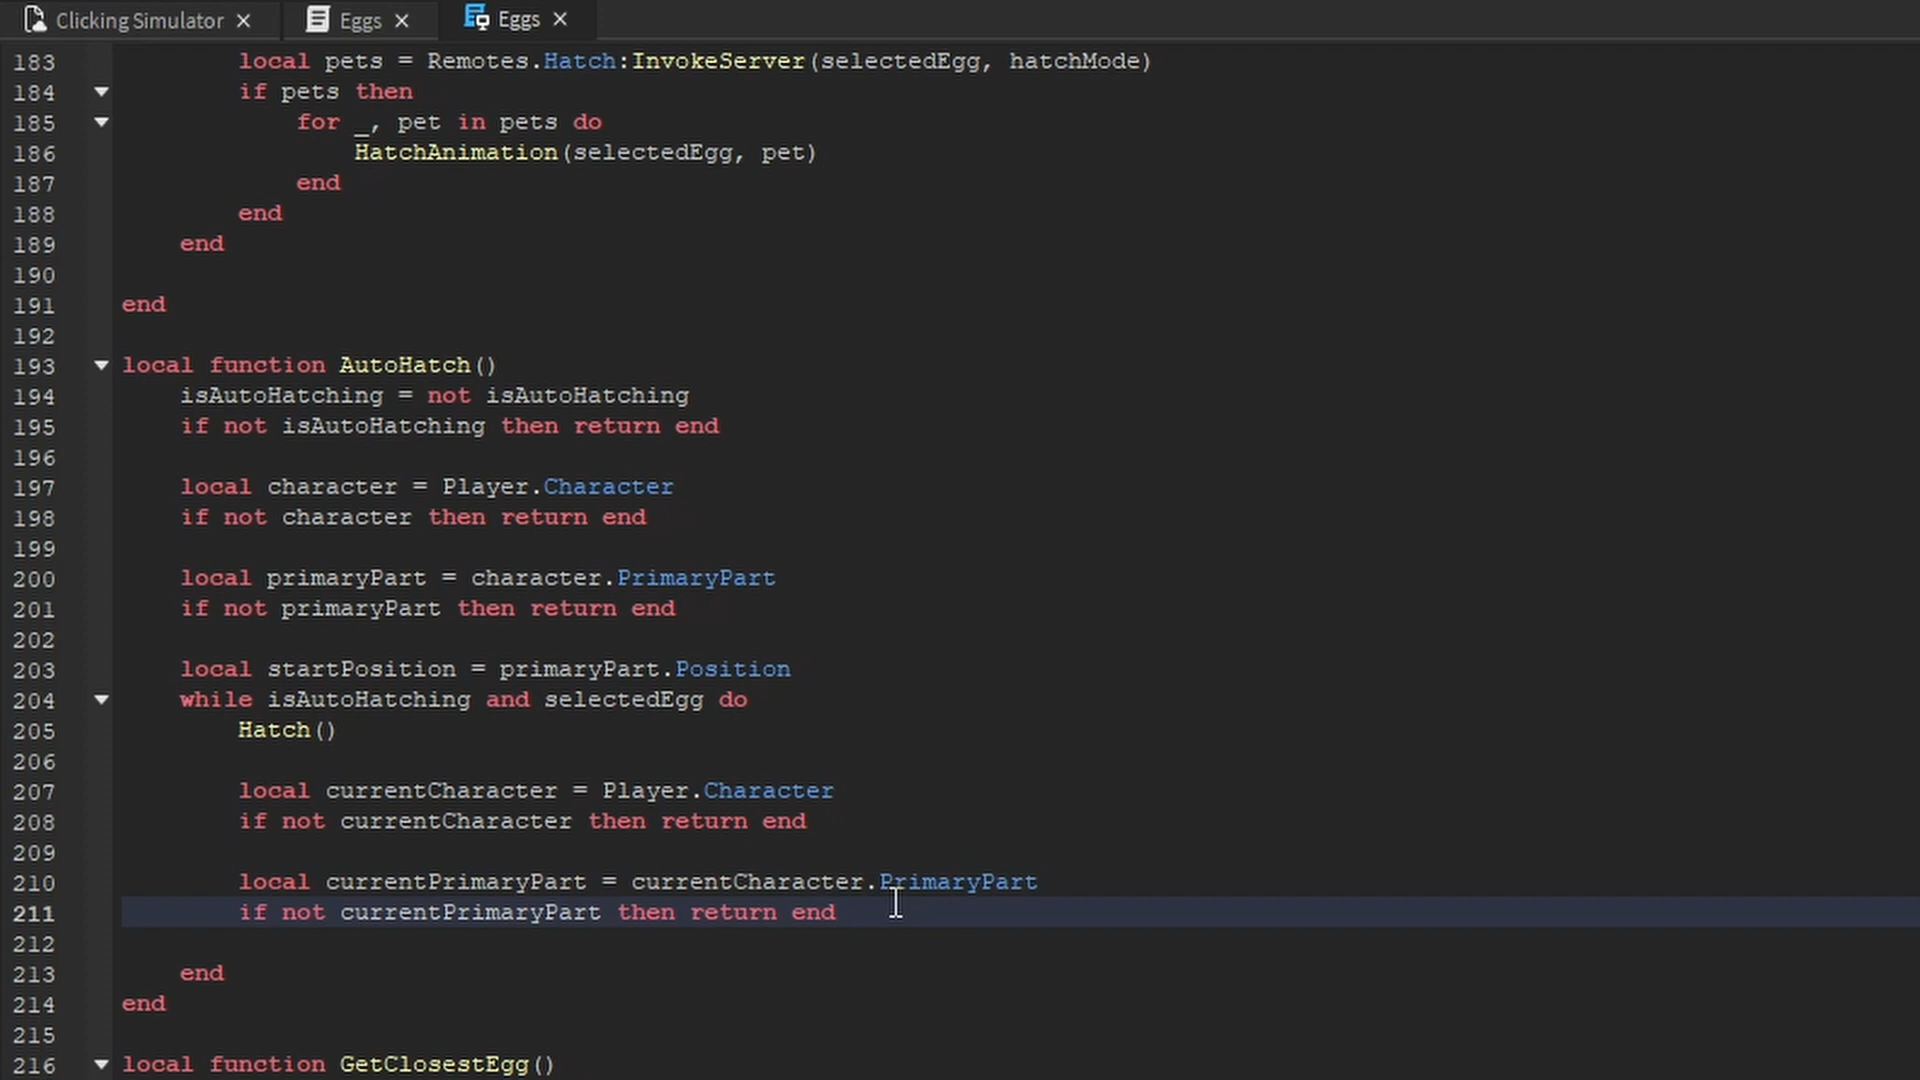 Clicking Simulator × Eggs × Eggs ×
183 local pets = Remotes.Hatch:InvokeServer(selectedEgg, hatchMode)
184 if pets then
185 for _, pet in pets do
186 HatchAnimation(selectedEgg, pet)
187 end
188 end
189 end
190
191 end
192
193 local function AutoHatch()
194 isAutoHatching = not isAutoHatching
195 if not isAutoHatching then return end
196
197 local character = Player.Character
198 if not character then return end
199
200 local primaryPart = character.PrimaryPart
201 if not primaryPart then return end
202
203 local startPosition = primaryPart.Position
204 while isAutoHatching and selectedEgg do
205 Hatch()
206
207 local currentCharacter = Player.Character
208 if not currentCharacter then return end
209
210 local currentPrimaryPart = currentCharacter.PrimaryPart
211 if not currentPrimaryPart then return end
212
213 end
214 end
215
216 local function GetClosestEgg()